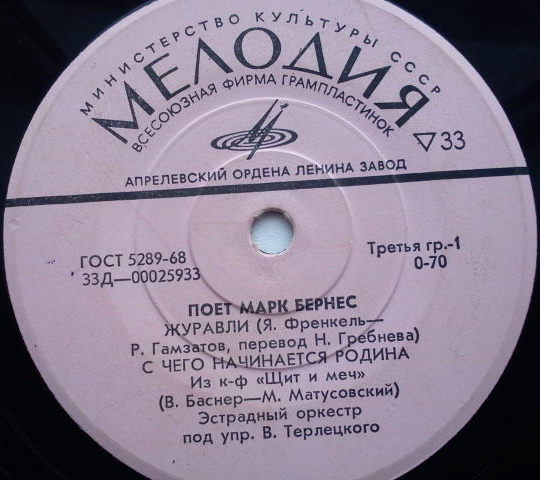 МИНИСТЕРСТВО КУЛЬТУРЫ СССР
МЕЛОДИЯ
ВСЕСОЮЗНАЯ ФИРМА ГРАМПЛАСТИНОК
▽33
АПРЕЛЕВСКИЙ ОРДЕНА ЛЕНИНА ЗАВОД
ГОСТ 5289-68
33Д—00025933
Третья гр.-1
0-70
ПОЕТ МАРК БЕРНЕС
ЖУРАВЛИ (Я. Френкель—
Р. Гамзатов, перевод Н. Гребнева)
С ЧЕГО НАЧИНАЕТСЯ РОДИНА
Из к-ф «Щит и меч»
(В. Баснер—М. Матусовский)
Эстрадный оркестр
под упр. В. Терлецкого